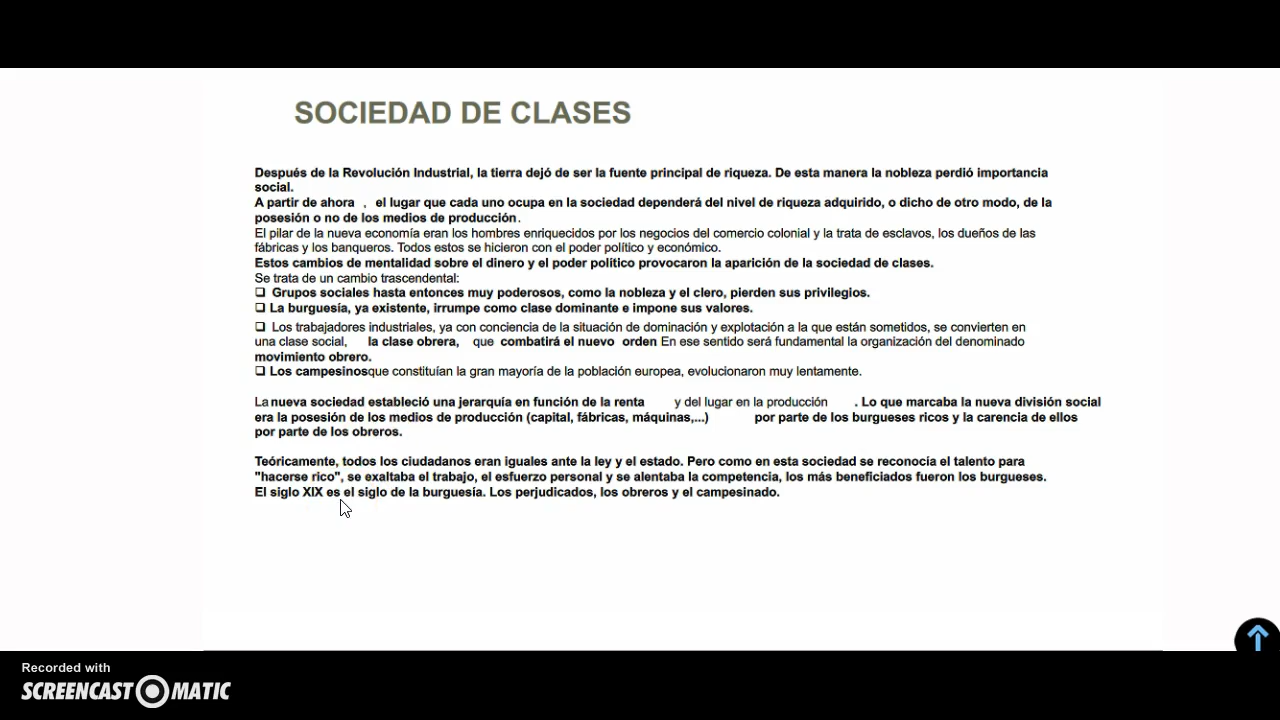 SOCIEDAD DE CLASES
Después de la Revolución Industrial, la tierra dejó de ser la fuente principal de riqueza. De esta manera la nobleza perdió importancia
social.
A partir de ahora , el lugar que cada uno ocupa en la sociedad dependerá del nivel de riqueza adquirido, o dicho de otro modo, de la
posesión o no de los medios de producción.
El pilar de la nueva economía eran los hombres enriquecidos por los negocios del comercio colonial y la trata de esclavos, los dueños de las
fábricas y los banqueros. Todos estos se hicieron con el poder político y económico.
Estos cambios de mentalidad sobre el dinero y el poder político provocaron la aparición de la sociedad de clases.
Se trata de un cambio trascendental:
❑ Grupos sociales hasta entonces muy poderosos, como la nobleza y el clero, pierden sus privilegios.
❑ La burguesía, ya existente, irrumpe como clase dominante e impone sus valores.
❑ Los trabajadores industriales, ya con conciencia de la situación de dominación y explotación a la que están sometidos, se convierten en
una clase social, la clase obrera, que combatirá el nuevo orden En ese sentido será fundamental la organización del denominado
movimiento obrero.
❑ Los campesinosque constituían la gran mayoría de la población europea, evolucionaron muy lentamente.
La nueva sociedad estableció una jerarquía en función de la renta y del lugar en la producción . Lo que marcaba la nueva división social
era la posesión de los medios de producción (capital, fábricas, máquinas,...) por parte de los burgueses ricos y la carencia de ellos
por parte de los obreros.
Teóricamente, todos los ciudadanos eran iguales ante la ley y el estado. Pero como en esta sociedad se reconocía el talento para
"hacerse rico", se exaltaba el trabajo, el esfuerzo personal y se alentaba la competencia, los más beneficiados fueron los burgueses.
El siglo XIX es el siglo de la burguesía. Los perjudicados, los obreros y el campesinado.
Recorded with
SCREENCAST MATIC